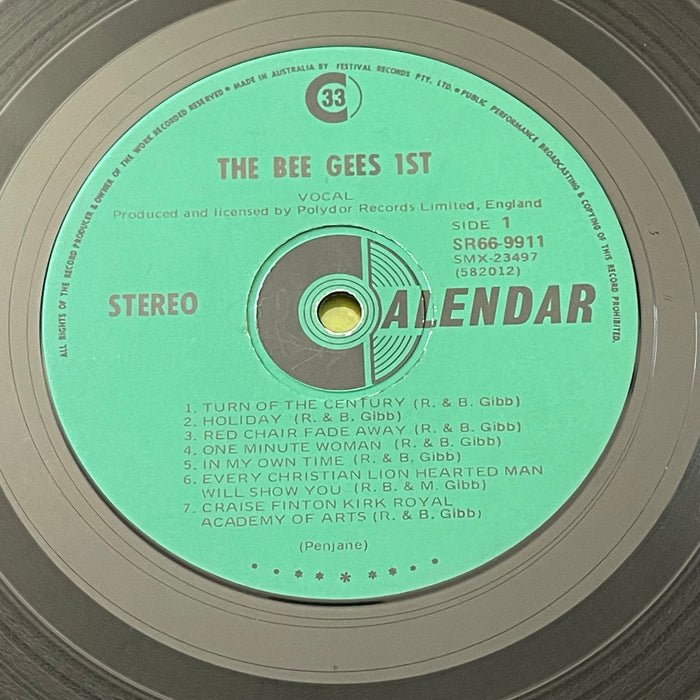 ALL RIGHTS OF THE RECORD PRODUCER & OWNER OF THE WORK RECORDED RESERVED • MADE IN AUSTRALIA BY FESTIVAL RECORDS PTY. LTD. • PUBLIC PERFORMANCE BROADCASTING & COPYING OF THIS RECORD PROHIBITED.
33
THE BEE GEES 1ST
VOCAL
Produced and licensed by Polydor Records Limited, England
SIDE 1
SR66-9911
SMX-23497
(582012)
STEREO
CALENDAR
1. TURN OF THE CENTURY (R. & B. Gibb)
2. HOLIDAY (R. & B. Gibb)
3. RED CHAIR FADE AWAY (R. & B. Gibb)
4. ONE MINUTE WOMAN (R. & B. Gibb)
5. IN MY OWN TIME (R. & B. Gibb)
6. EVERY CHRISTIAN LION HEARTED MAN
WILL SHOW YOU (R. B. & M. Gibb)
7. CRAISE FINTON KIRK ROYAL
ACADEMY OF ARTS (R. & B. Gibb)
(Penjane)